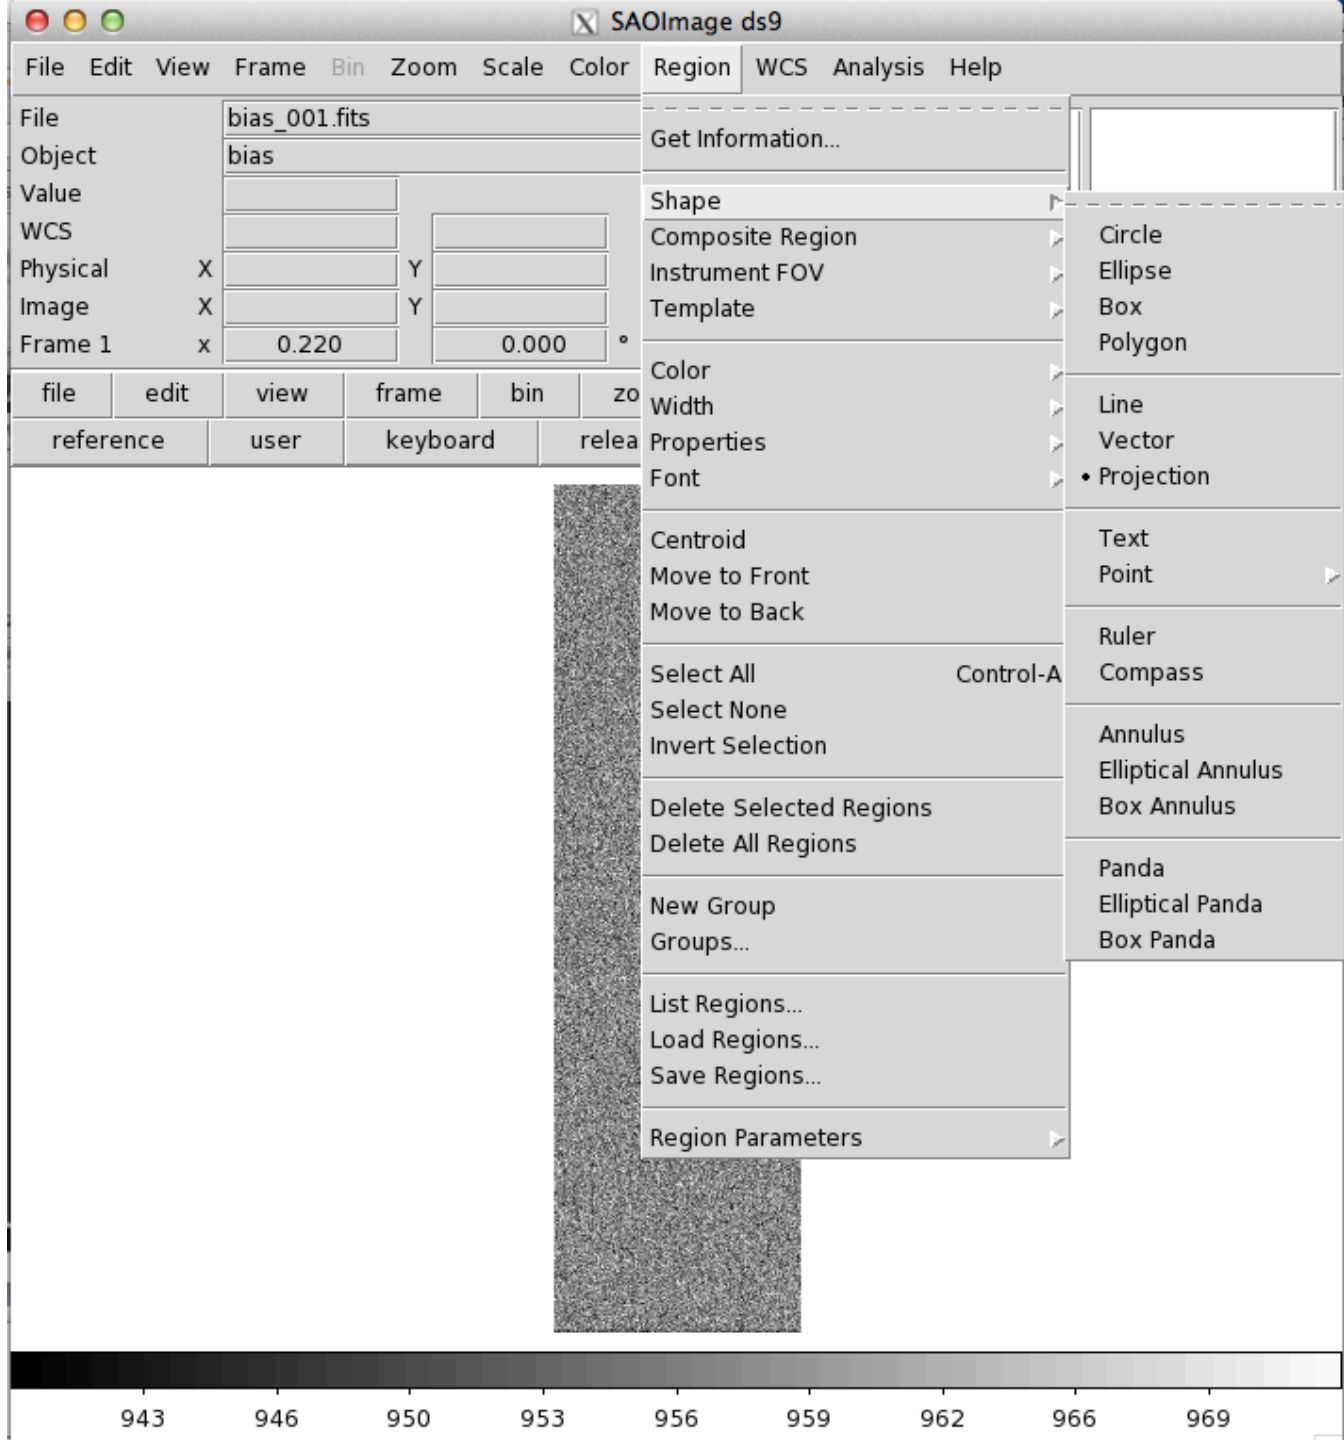 SAOImage ds9
File Edit View Frame Bin Zoom Scale Color Region WCS Analysis Help
File bias_001.fits
Object bias
Value
WCS
Physical X Y
Image X Y
Frame 1 x 0.220 0.000 °
file edit view frame bin zo
reference user keyboard relea
Get Information...
Shape
Composite Region
Instrument FOV
Template
Color
Width
Properties
Font
Centroid
Move to Front
Move to Back
Select All Control-A
Select None
Invert Selection
Delete Selected Regions
Delete All Regions
New Group
Groups...
List Regions...
Load Regions...
Save Regions...
Region Parameters
Circle
Ellipse
Box
Polygon
Line
Vector
• Projection
Text
Point
Ruler
Compass
Annulus
Elliptical Annulus
Box Annulus
Panda
Elliptical Panda
Box Panda
943 946 950 953 956 959 962 966 969